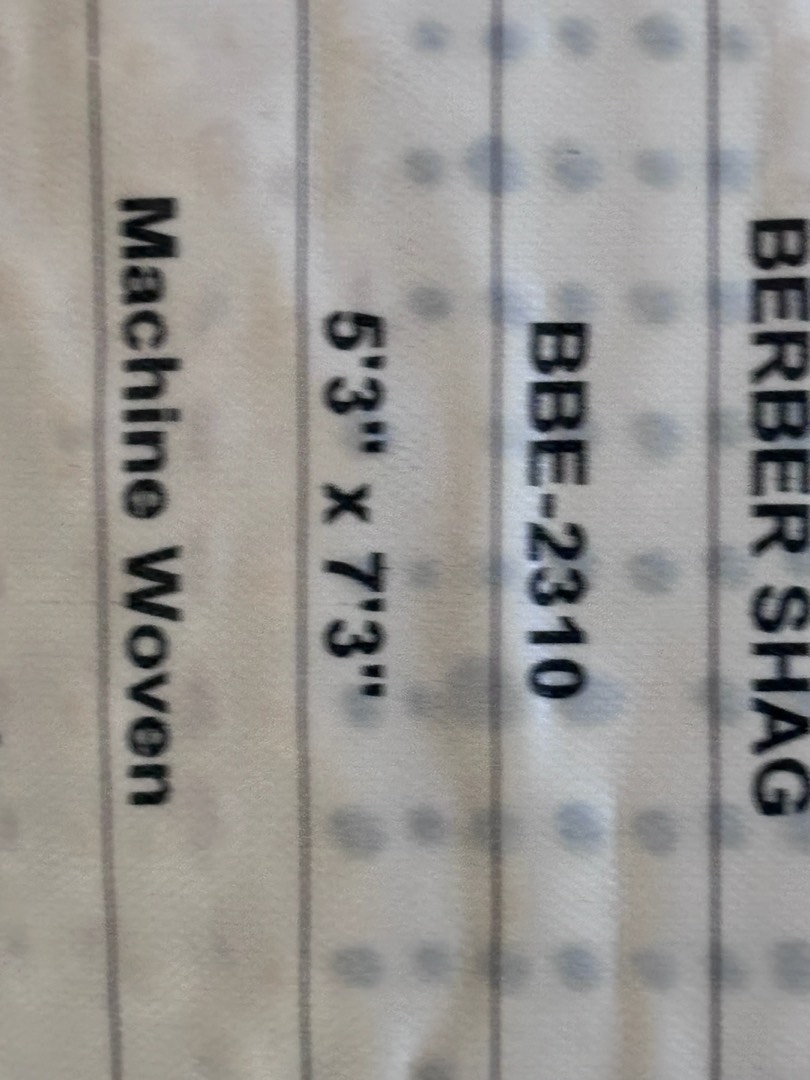 BERBER SHAG
BBE-2310
5'3" x 7'3"
Machine Woven